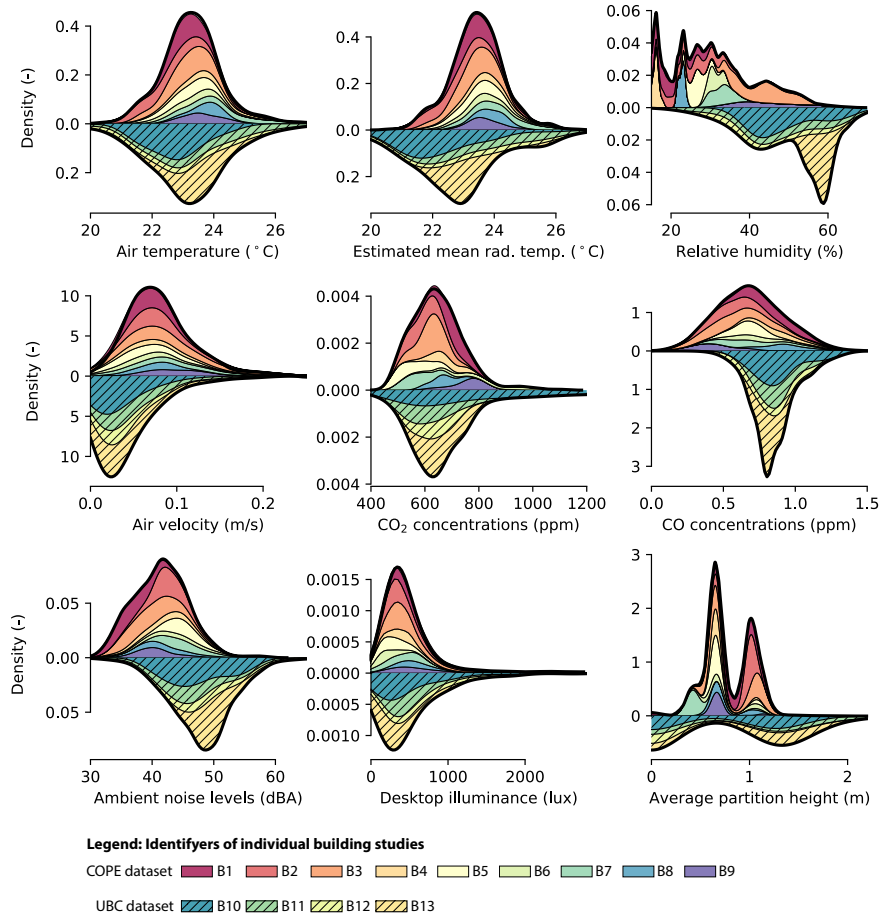 0.4
0.2
0.0
0.2
Density (-)
20 22 24 26
Air temperature (°C)
0.4
0.2
0.0
0.2
20 22 24 26
Estimated mean rad. temp. (°C)
0.06
0.04
0.02
0.00
0.02
0.04
0.06
20 40 60
Relative humidity (%)
10
5
0
5
10
Density (-)
0.0 0.1 0.2
Air velocity (m/s)
0.004
0.002
0.000
0.002
0.004
400 600 800 1000 1200
CO₂ concentrations (ppm)
1
0
1
2
3
0.0 0.5 1.0 1.5
CO concentrations (ppm)
0.05
0.00
0.05
Density (-)
30 40 50 60
Ambient noise levels (dBA)
0.0015
0.0010
0.0005
0.0000
0.0005
0.0010
0 1000 2000
Desktop illuminance (lux)
3
2
1
0
0 1 2
Average partition height (m)
Legend: Identifyers of individual building studies
COPE dataset B1 B2 B3 B4 B5 B6 B7 B8 B9
UBC dataset B10 B11 B12 B13